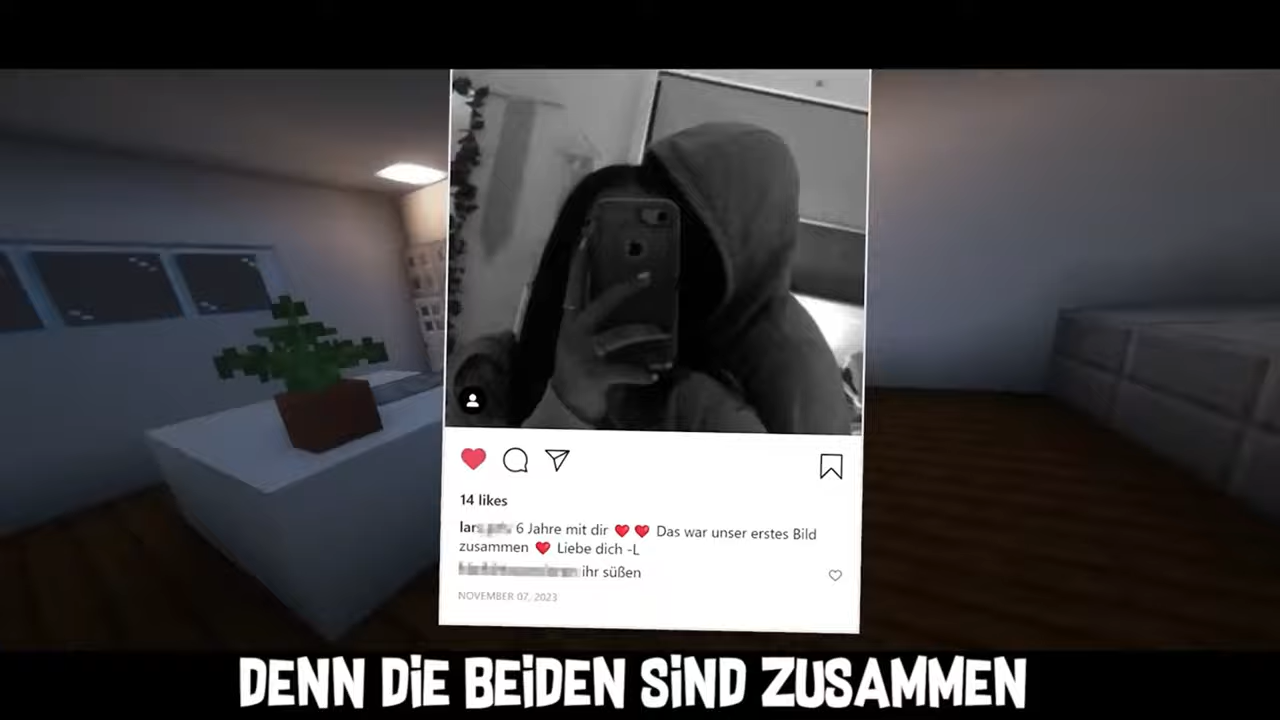 14 likes
lar 6 Jahre mit dir ❤️❤️ Das war unser erstes Bild
zusammen ❤️ Liebe dich -L
ihr süßen
NOVEMBER 07, 2023
DENN DiE BEiDEN SiND ZUSAMMEN